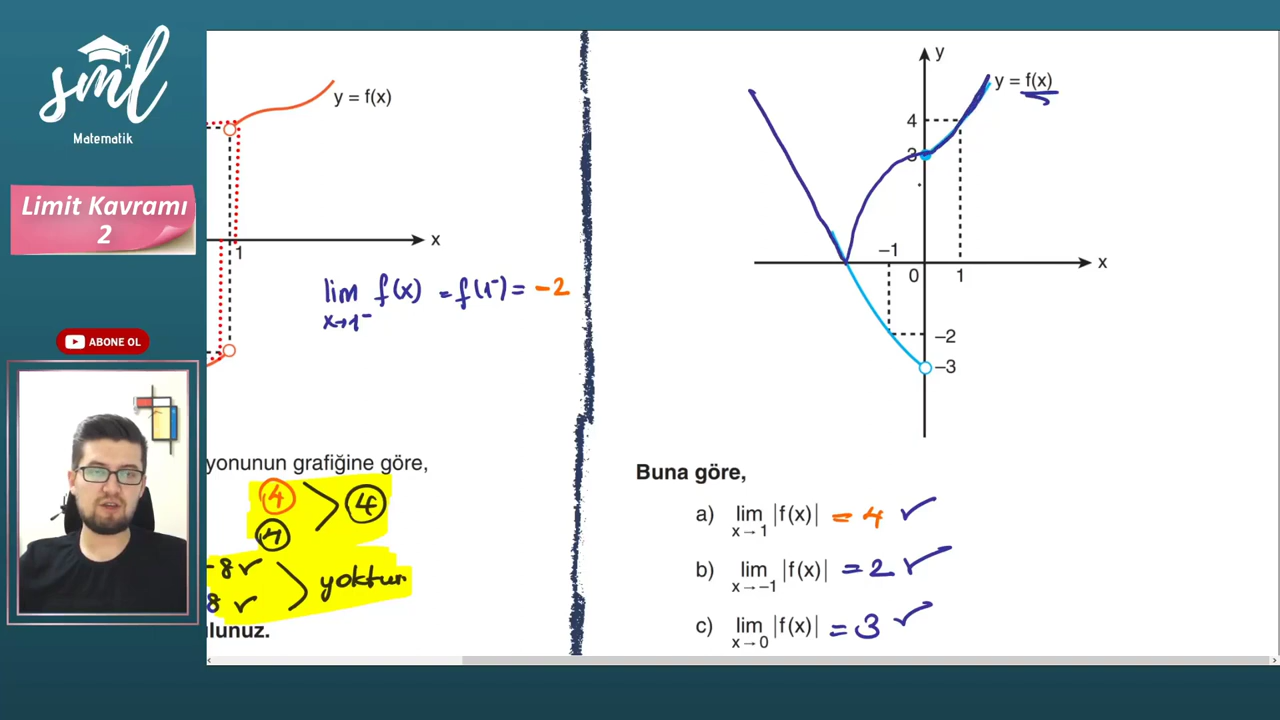 sml
Matematik
Limit Kavramı
2
ABONE OL
y = f(x)
x
1
lim f(x) = f(1⁻) = -2
x→1⁻
yonunun grafiğine göre,
4
4
4
-8 ✓
8 ✓
yoktur
ulunuz.
y
y = f(x)
4
3
–1
0
1
x
–2
–3
Buna göre,
a) lim |f(x)| = 4 ✓
x→1
b) lim |f(x)| = 2 ✓
x→–1
c) lim |f(x)| = 3 ✓
x→0